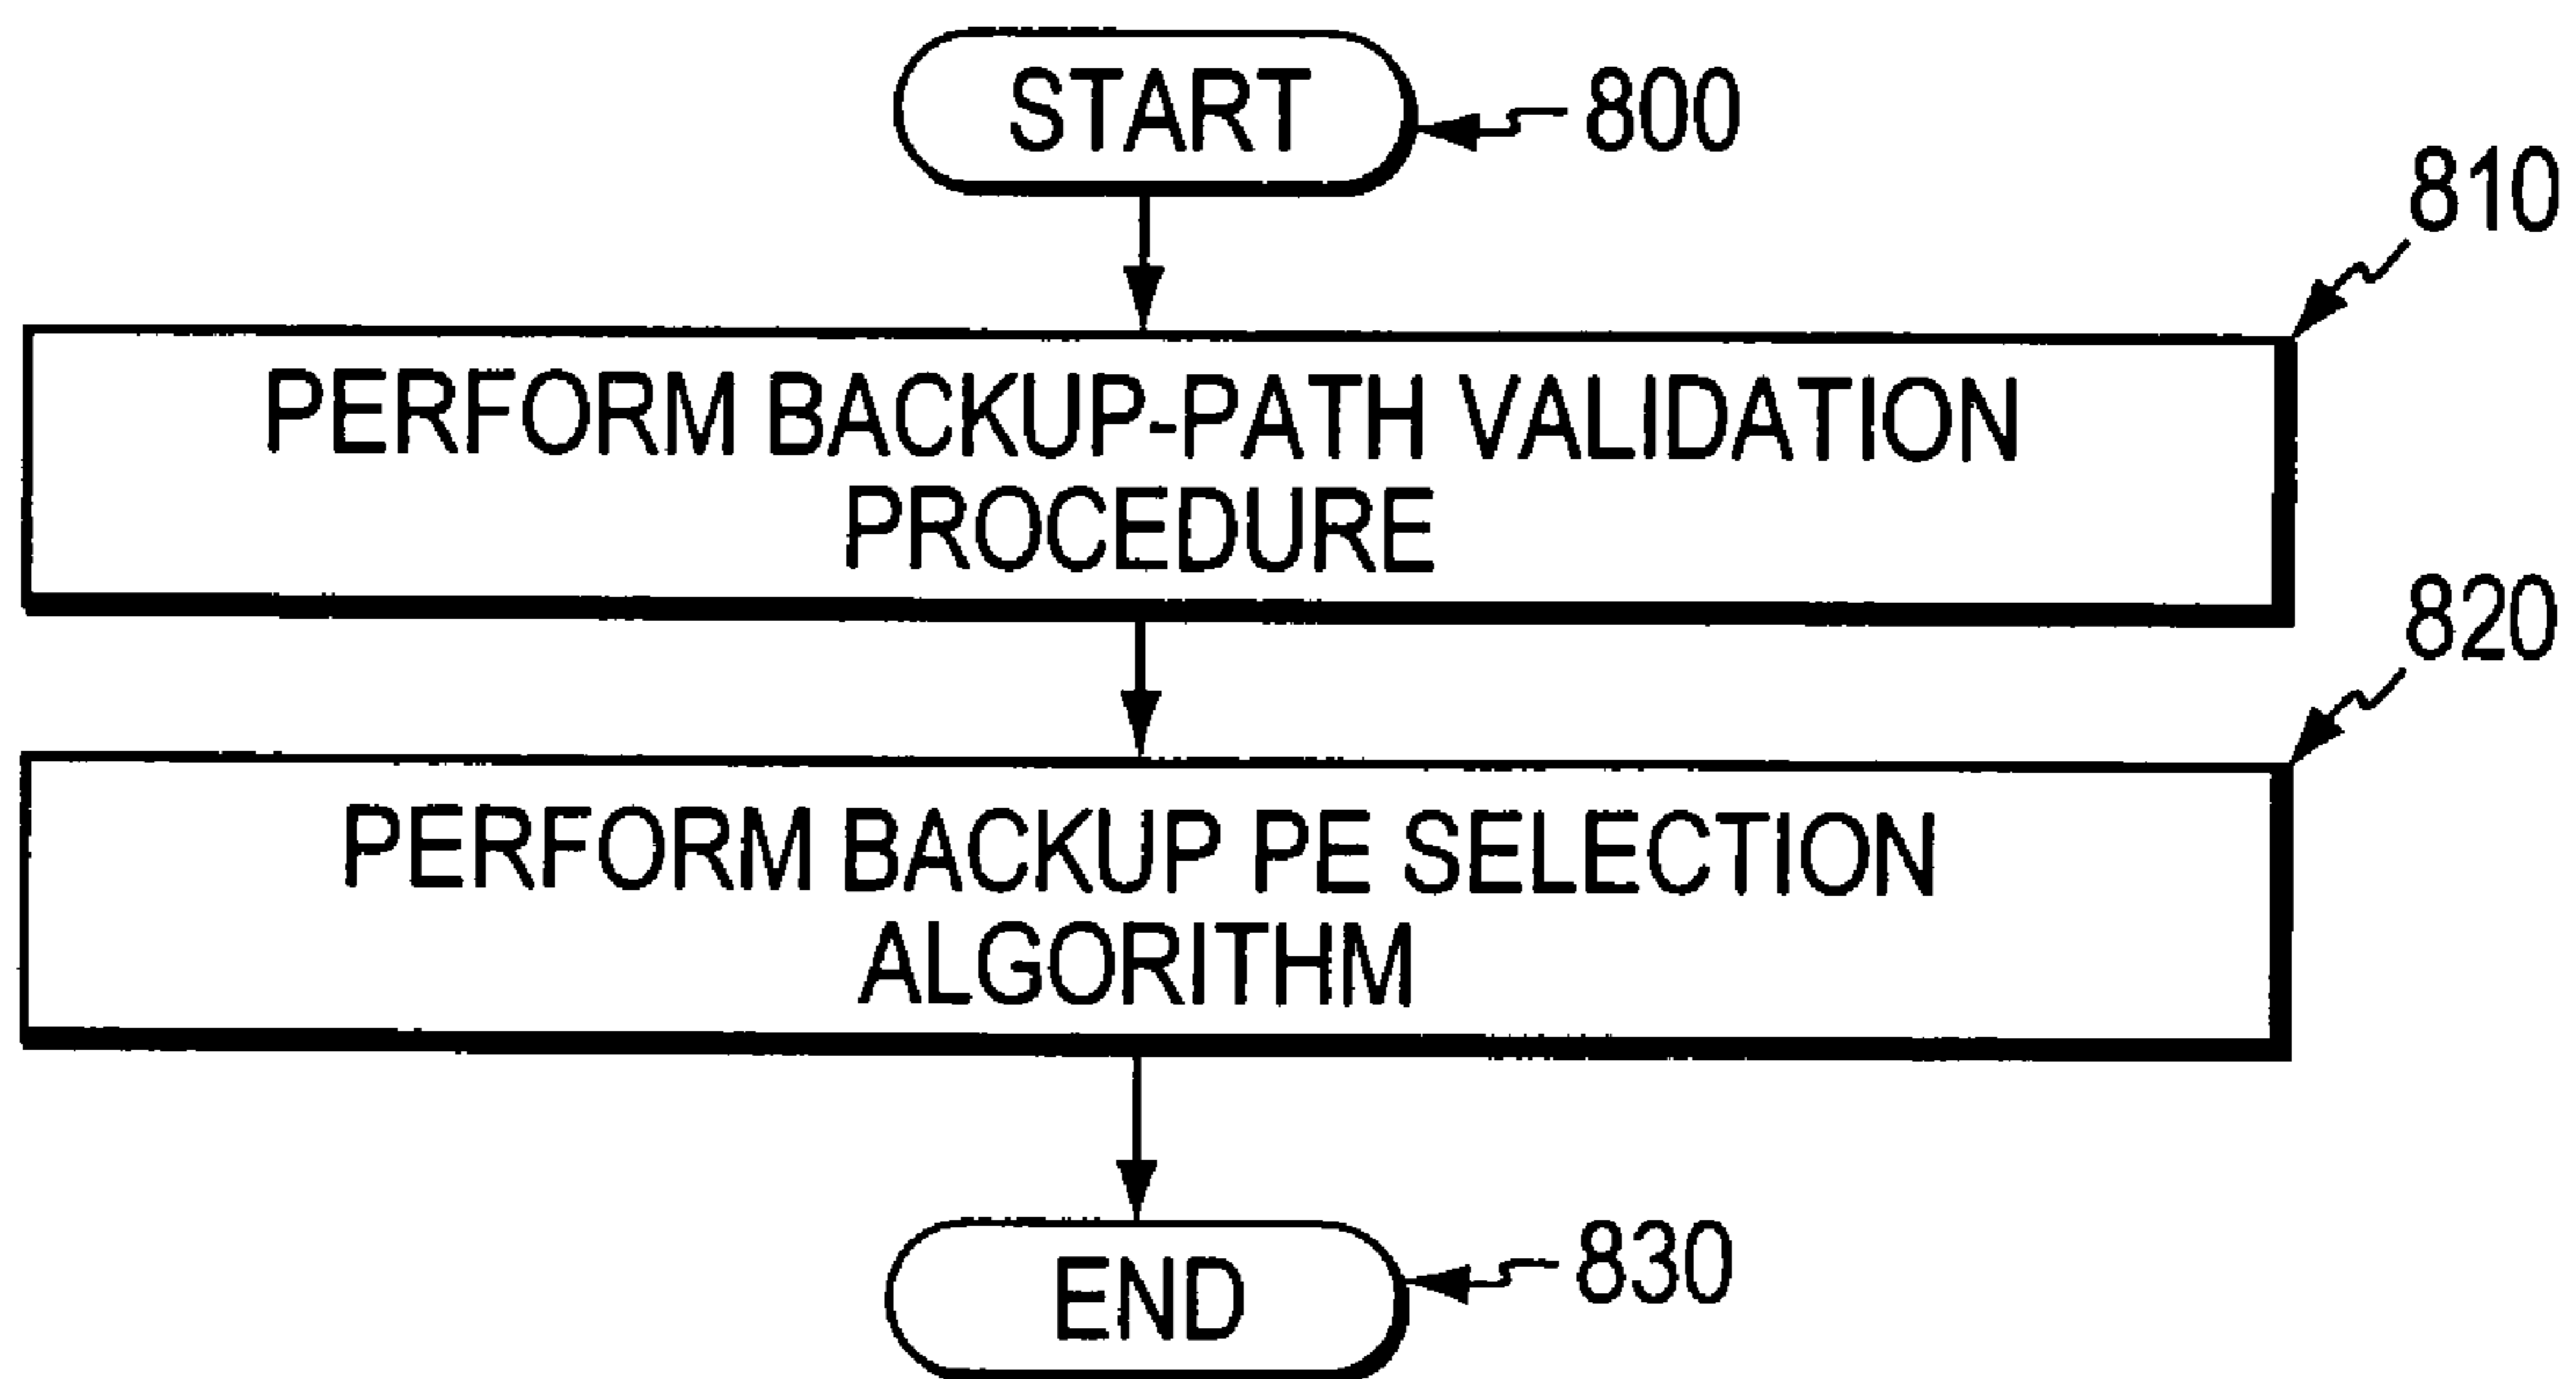 START
800
810
PERFORM BACKUP-PATH VALIDATION
PROCEDURE
820
PERFORM BACKUP PE SELECTION
ALGORITHM
END
830